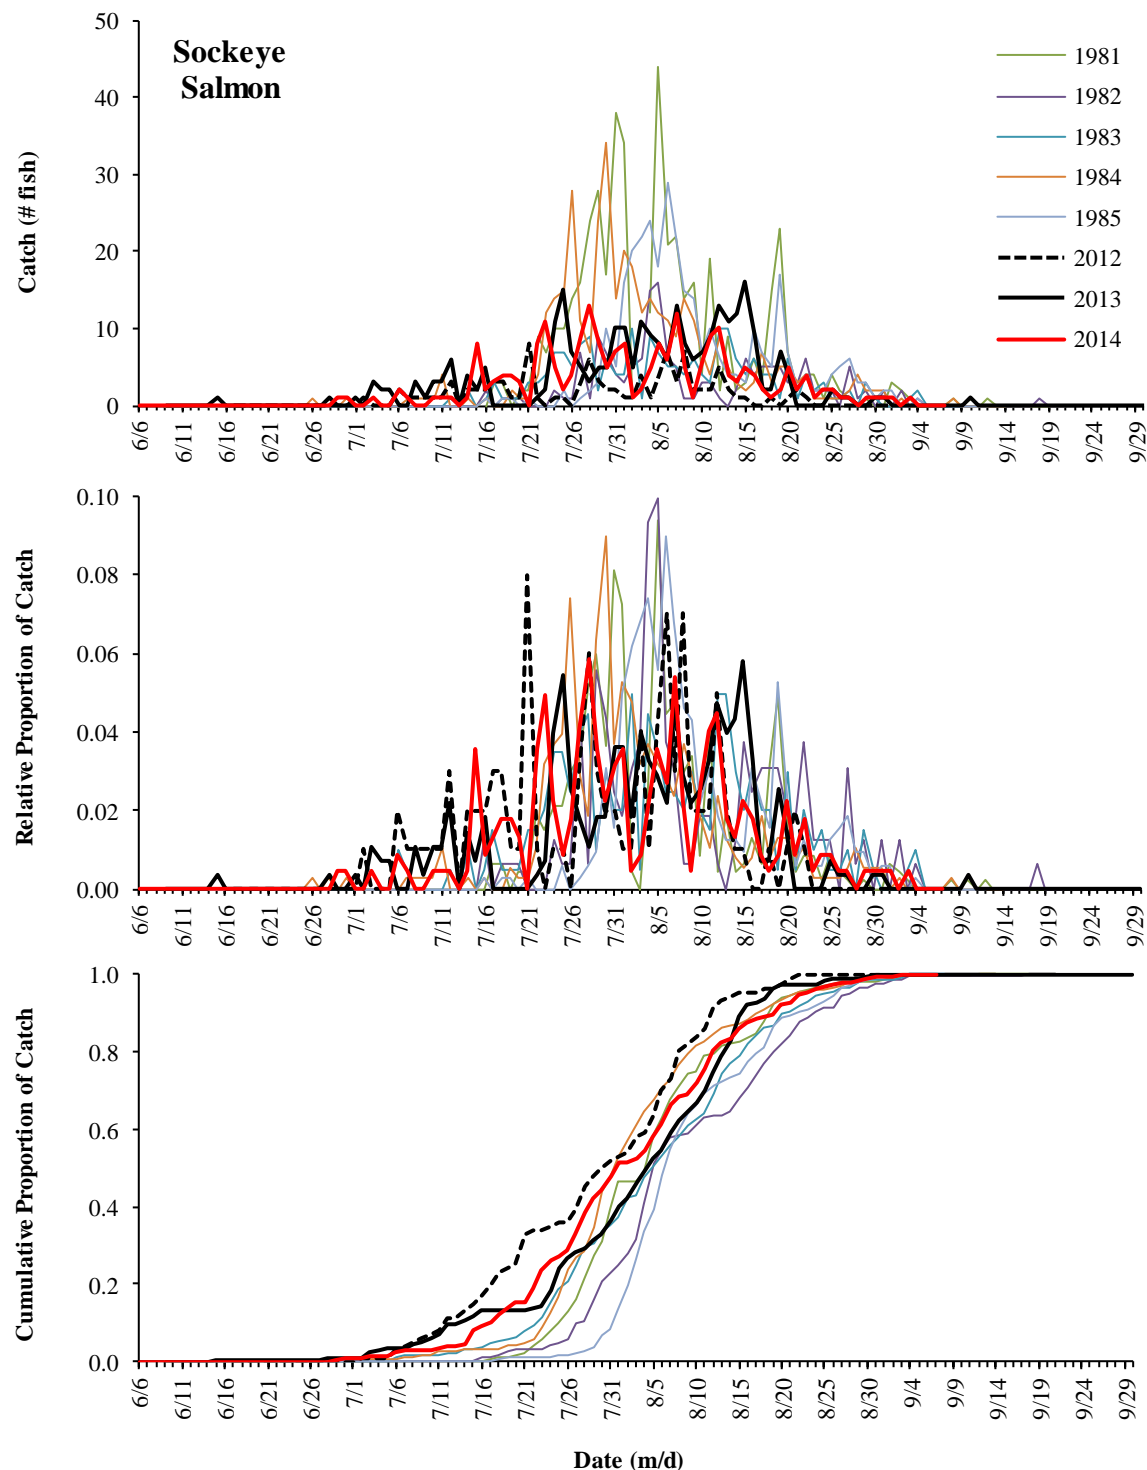 Sockeye
Salmon
Catch (# fish)
50
40
30
20
10
0
1981
1982
1983
1984
1985
2012
2013
2014
6/6 6/11 6/16 6/21 6/26 7/1 7/6 7/11 7/16 7/21 7/26 7/31 8/5 8/10 8/15 8/20 8/25 8/30 9/4 9/9 9/14 9/19 9/24 9/29
Relative Proportion of Catch
0.10
0.08
0.06
0.04
0.02
0.00
6/6 6/11 6/16 6/21 6/26 7/1 7/6 7/11 7/16 7/21 7/26 7/31 8/5 8/10 8/15 8/20 8/25 8/30 9/4 9/9 9/14 9/19 9/24 9/29
Cumulative Proportion of Catch
1.0
0.8
0.6
0.4
0.2
0.0
6/6 6/11 6/16 6/21 6/26 7/1 7/6 7/11 7/16 7/21 7/26 7/31 8/5 8/10 8/15 8/20 8/25 8/30 9/4 9/9 9/14 9/19 9/24 9/29
Date (m/d)